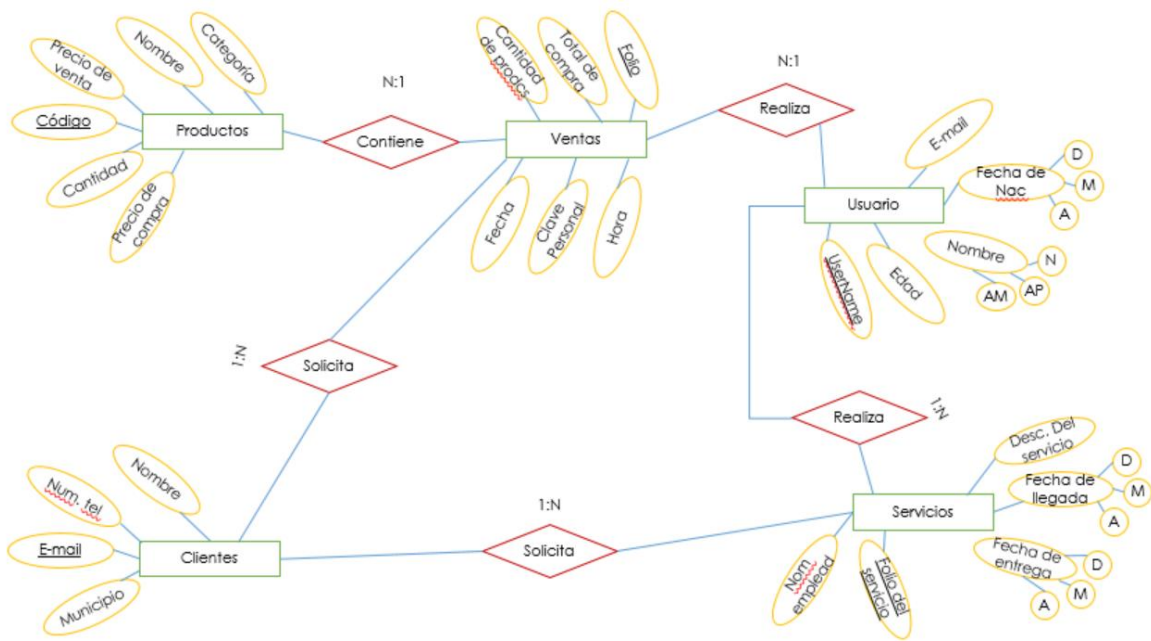 Precio de
venta
Nombre
Categoría
Código
Productos
Cantidad
Precio de
compra
N:1
Contiene
Cantidad
de prodcs
Total de
compra
Folio
Ventas
Fecha
Clave
Personal
Hora
N:1
Realiza
E-mail
Fecha de
Nac
D
M
A
Usuario
Nombre
N
AP
AM
UserName
Edad
1:N
Solicita
Realiza
1:N
Num. tel
Nombre
E-mail
Clientes
Municipio
1:N
Solicita
Desc. Del
servicio
Fecha de
llegada
D
M
A
Servicios
Nom
emplead
Folio del
servicio
Fecha de
entrega
D
M
A